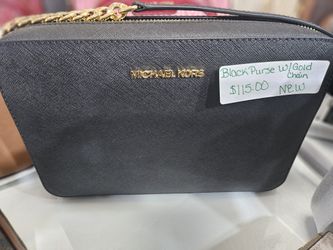 MICHAEL KORS
Black Purse W/Gold
Chain
$115.00 NEW